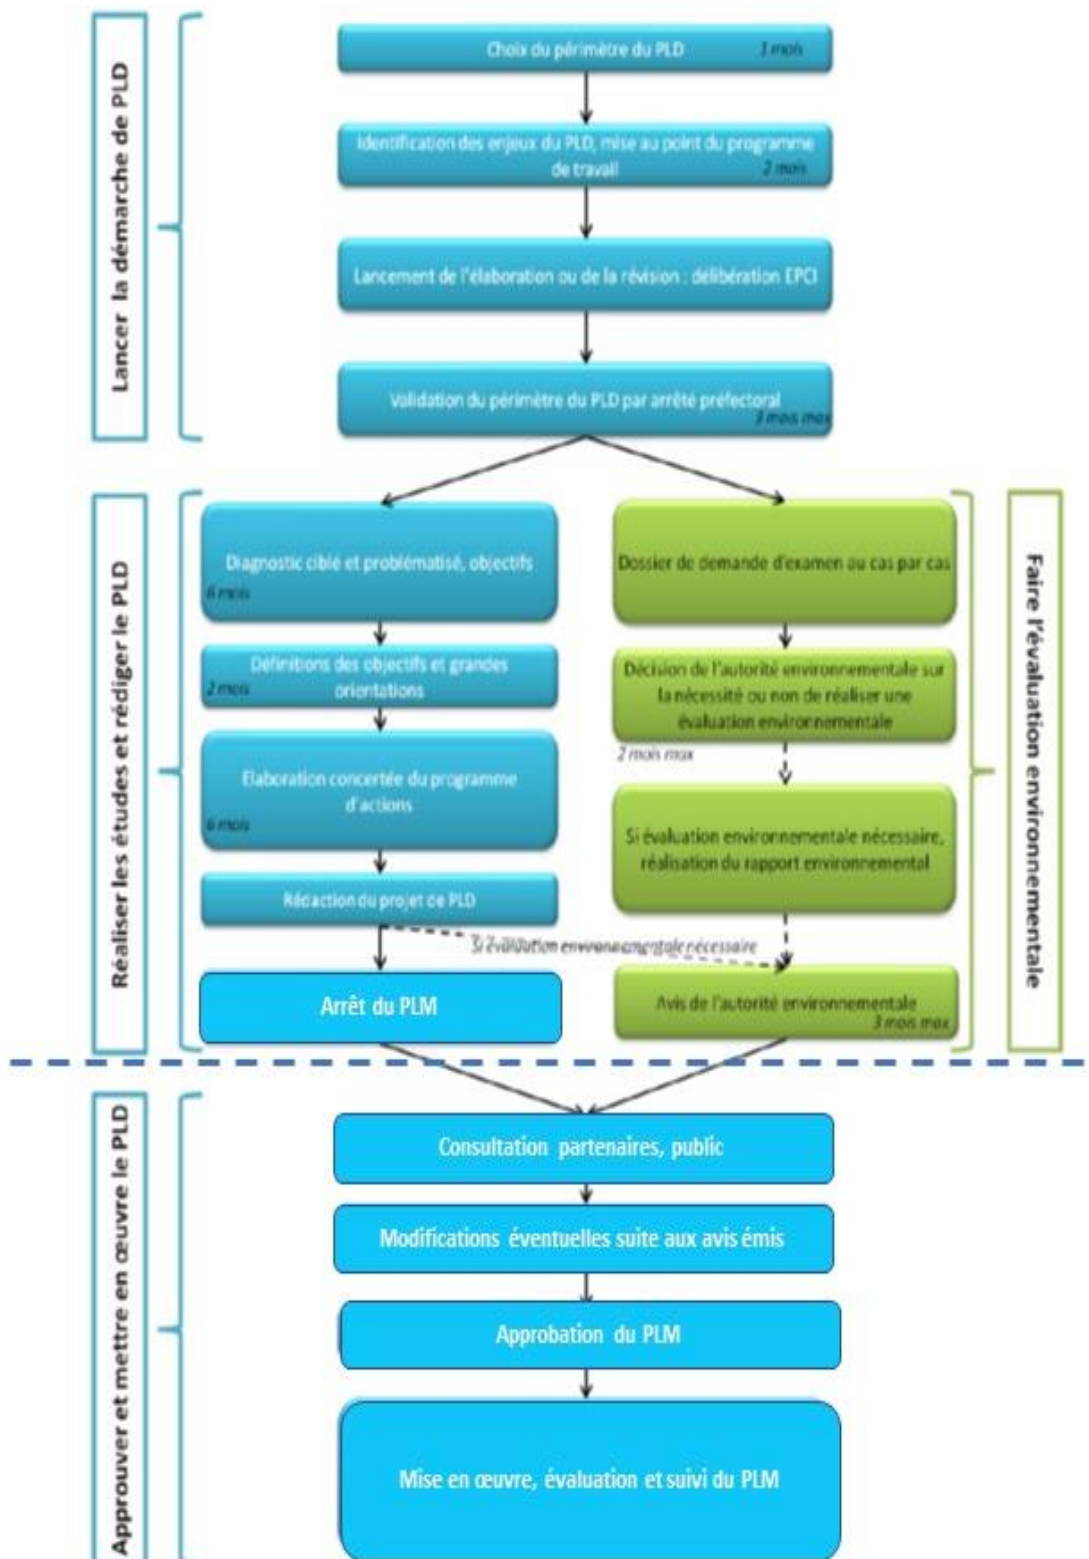 Lancer la démarche de PLD
Choix du périmètre du PLD
1 mois
Identification des enjeux du PLD, mise au point du programme
de travail
2 mois
Lancement de l'élaboration ou de la révision : délibération EPCI
Validation du périmètre du PLD par arrêté préfectoral
3 mois max
Réaliser les études et rédiger le PLD
Diagnostic ciblé et problématisé, objectifs
6 mois
Définitions des objectifs et grandes
orientations
2 mois
Elaboration concertée du programme
d'actions
6 mois
Rédaction du projet de PLD
Si évaluation environnementale nécessaire
Arrêt du PLM
Faire l'évaluation environnementale
Dossier de demande d'examen au cas par cas
Décision de l'autorité environnementale sur
la nécessité ou non de réaliser une
évaluation environnementale
2 mois max
Si évaluation environnementale nécessaire,
réalisation du rapport environnemental
Avis de l'autorité environnementale
3 mois max
Approuver et mettre en œuvre le PLD
Consultation partenaires, public
Modifications éventuelles suite aux avis émis
Approbation du PLM
Mise en œuvre, évaluation et suivi du PLM